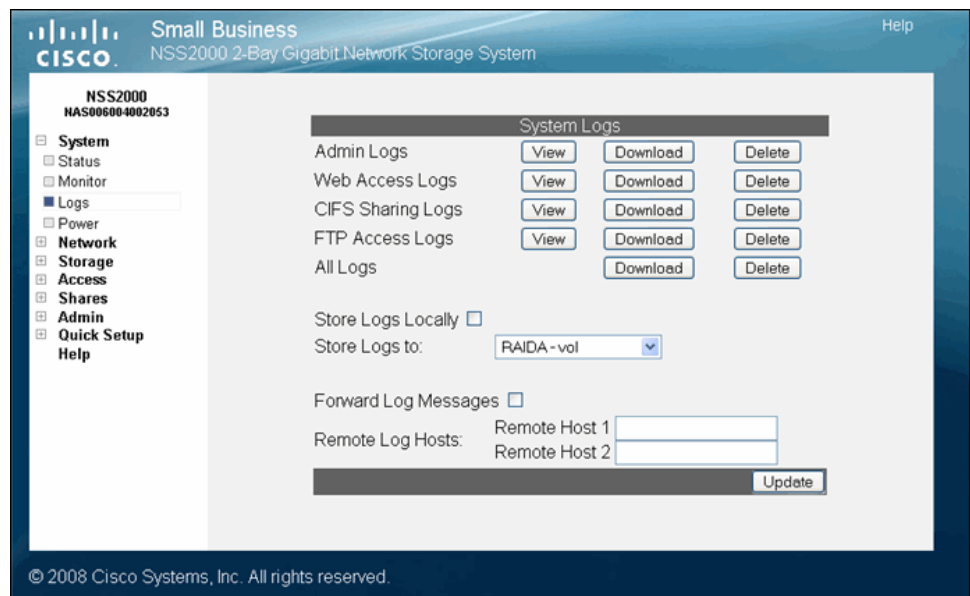 Small Business
Help
CISCO.
NSS2000 2-Bay Gigabit Network Storage System
NSS2000
NAS006004002053
System
Status
Monitor
Logs
Power
Network
Storage
Access
Shares
Admin
Quick Setup
Help
System Logs
Admin Logs View Download Delete
Web Access Logs View Download Delete
CIFS Sharing Logs View Download Delete
FTP Access Logs View Download Delete
All Logs Download Delete
Store Logs Locally
Store Logs to: RAIDA-vol
Forward Log Messages
Remote Log Hosts:
Remote Host 1
Remote Host 2
Update
© 2008 Cisco Systems, Inc. All rights reserved.